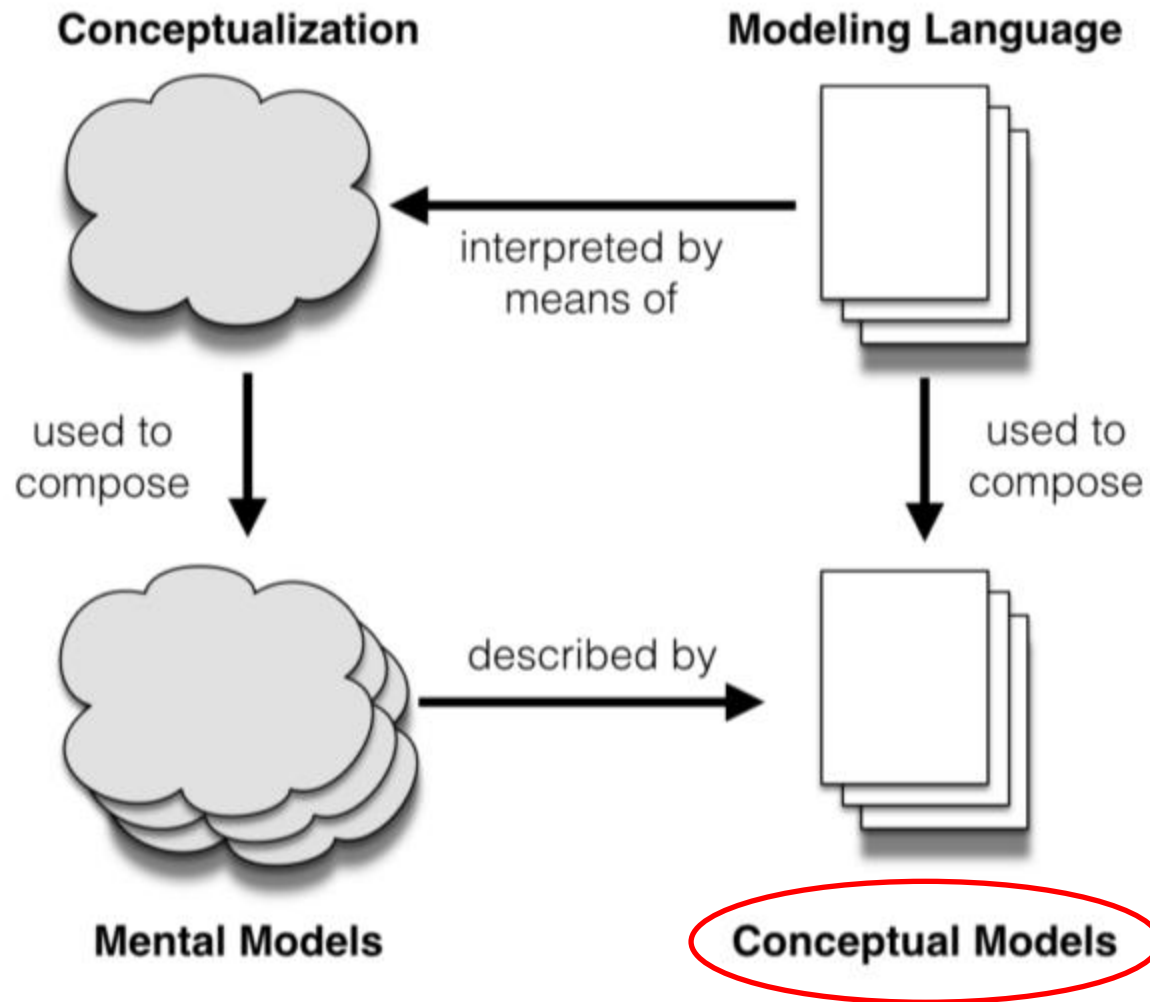 Conceptualization
Modeling Language
interpreted by
means of
used to
compose
used to
compose
described by
Mental Models
Conceptual Models